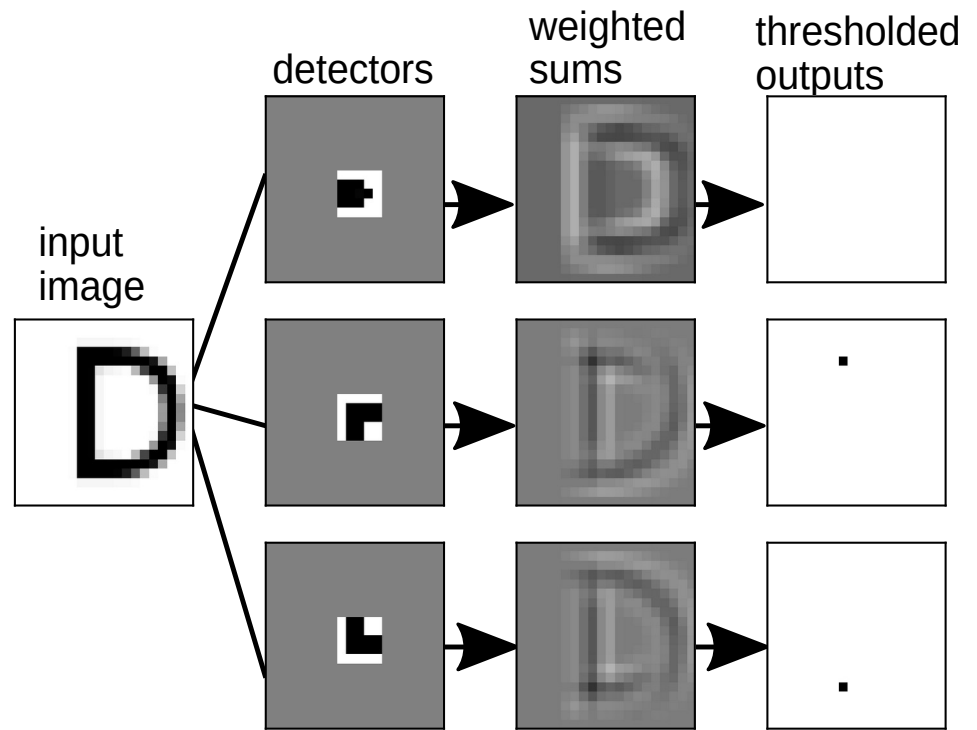 weighted
sums
thresholded
outputs
detectors
input
image
D